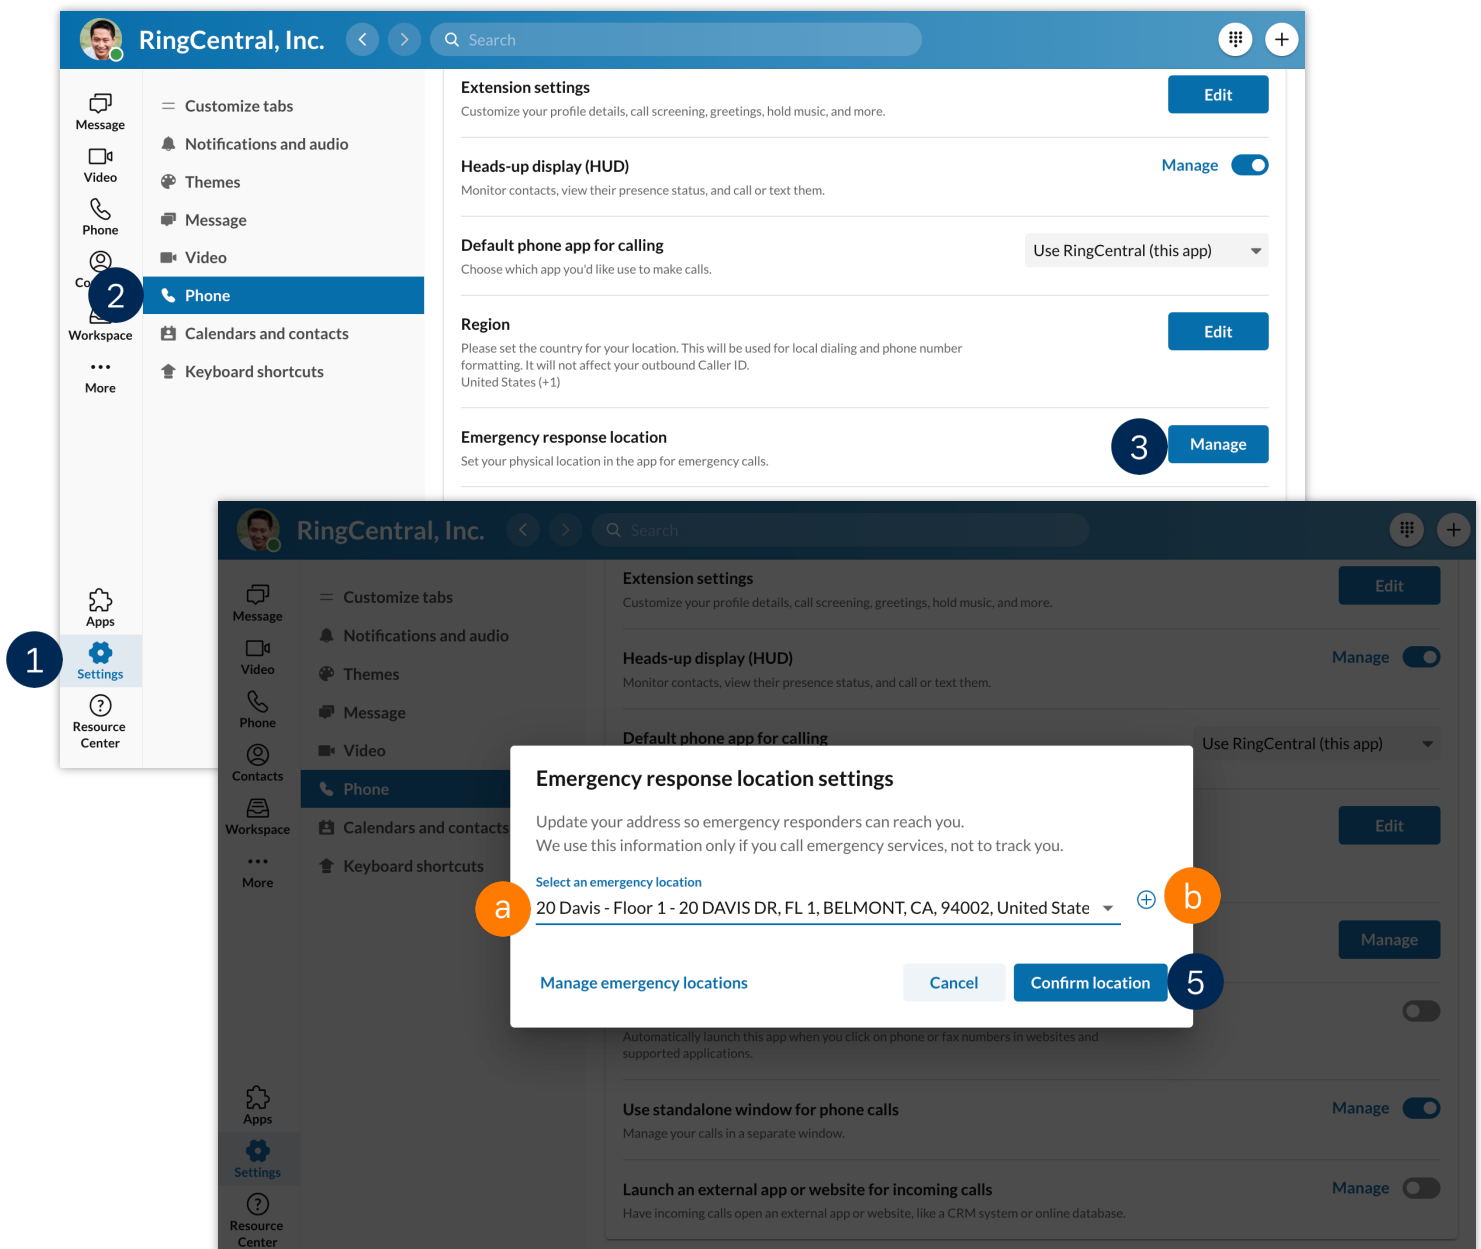 RingCentral, Inc.
Search
Message
Video
Phone
Co
Workspace
More
Apps
Settings
Resource
Center
1
2
Customize tabs
Notifications and audio
Themes
Message
Video
Phone
Calendars and contacts
Keyboard shortcuts
Extension settings
Customize your profile details, call screening, greetings, hold music, and more.
Edit
Heads-up display (HUD)
Monitor contacts, view their presence status, and call or text them.
Manage
Default phone app for calling
Choose which app you'd like use to make calls.
Use RingCentral (this app)
Region
Please set the country for your location. This will be used for local dialing and phone number
formatting. It will not affect your outbound Caller ID.
United States (+1)
Edit
Emergency response location
Set your physical location in the app for emergency calls.
3
Manage
RingCentral, Inc.
Search
Message
Video
Phone
Contacts
Workspace
More
Apps
Settings
Resource
Center
Customize tabs
Notifications and audio
Themes
Message
Video
Phone
Calendars and contacts
Keyboard shortcuts
Extension settings
Customize your profile details, call screening, greetings, hold music, and more.
Edit
Heads-up display (HUD)
Monitor contacts, view their presence status, and call or text them.
Manage
Default phone app for calling
Use RingCentral (this app)
Edit
Manage
Emergency response location settings
Update your address so emergency responders can reach you.
We use this information only if you call emergency services, not to track you.
Select an emergency location
a
20 Davis - Floor 1 - 20 DAVIS DR, FL 1, BELMONT, CA, 94002, United State
b
Manage emergency locations
Cancel
Confirm location
5
Automatically launch this app when you click on phone or fax numbers in websites and
supported applications.
Use standalone window for phone calls
Manage your calls in a separate window.
Manage
Launch an external app or website for incoming calls
Have incoming calls open an external app or website, like a CRM system or online database.
Manage